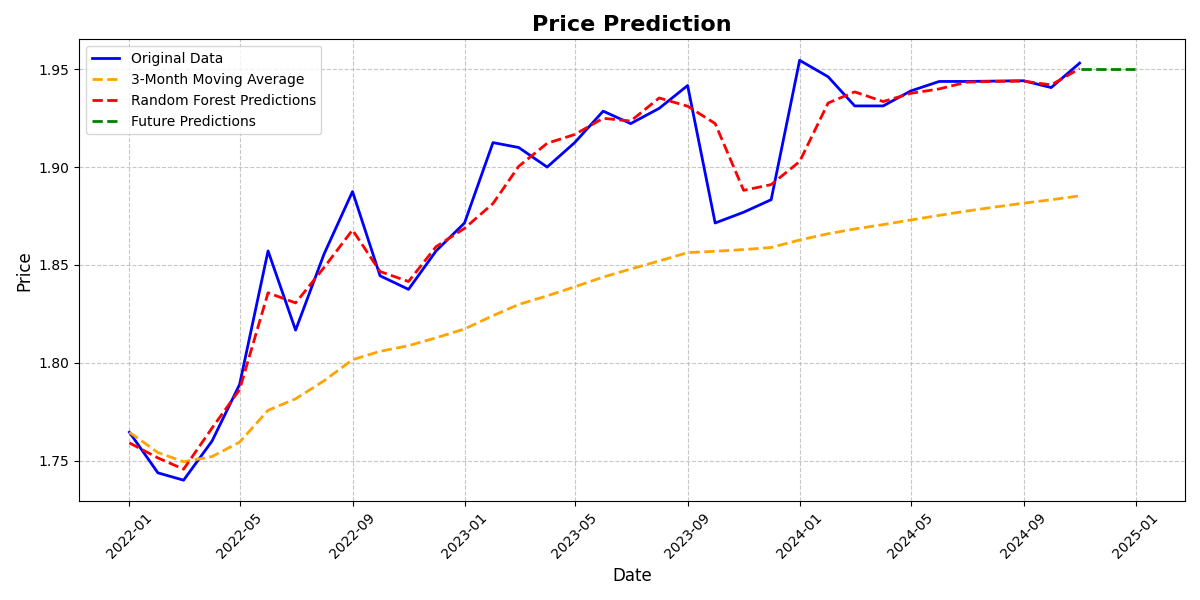 Price Prediction
Original Data
3-Month Moving Average
Random Forest Predictions
Future Predictions
Price
1.95
1.90
1.85
1.80
1.75
2022-01
2022-05
2022-09
2023-01
2023-05
2023-09
2024-01
2024-05
2024-09
2025-01
Date